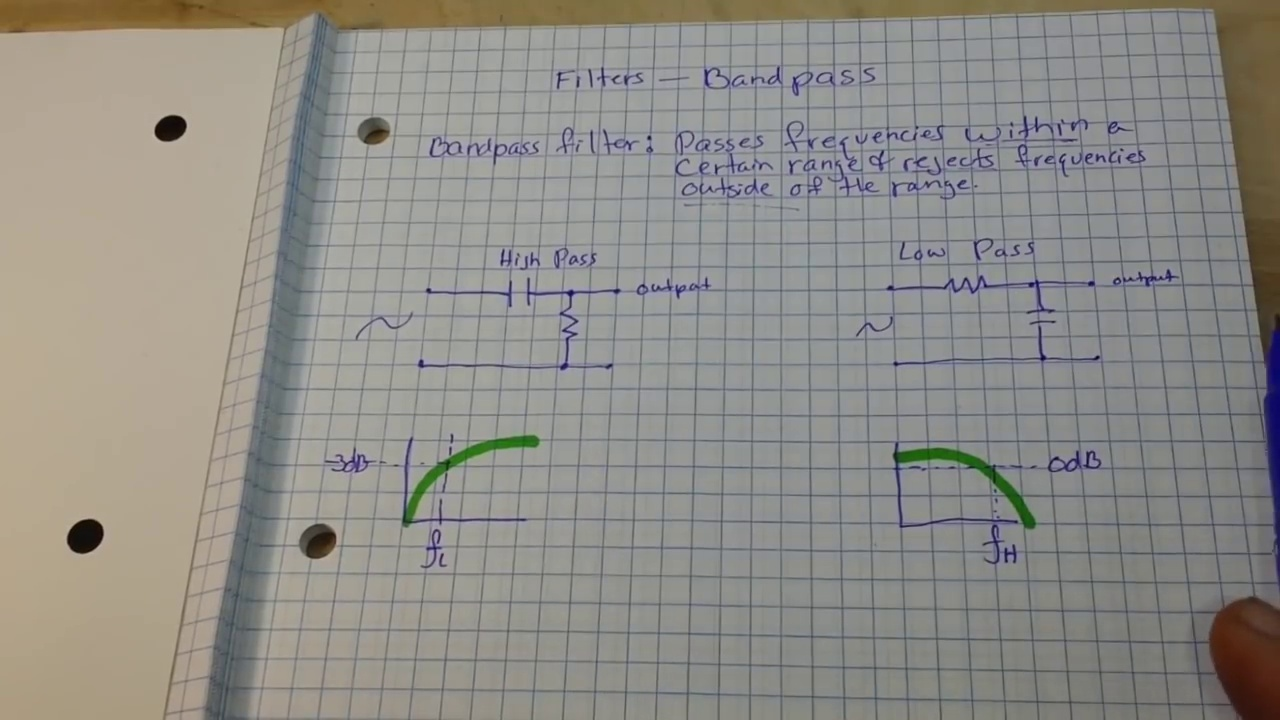 Filters — Bandpass
Bandpass filter: Passes frequencies within a
certain range & rejects frequencies
outside of the range.
High Pass
output
Low Pass
output
-3dB
fL
0dB
fH